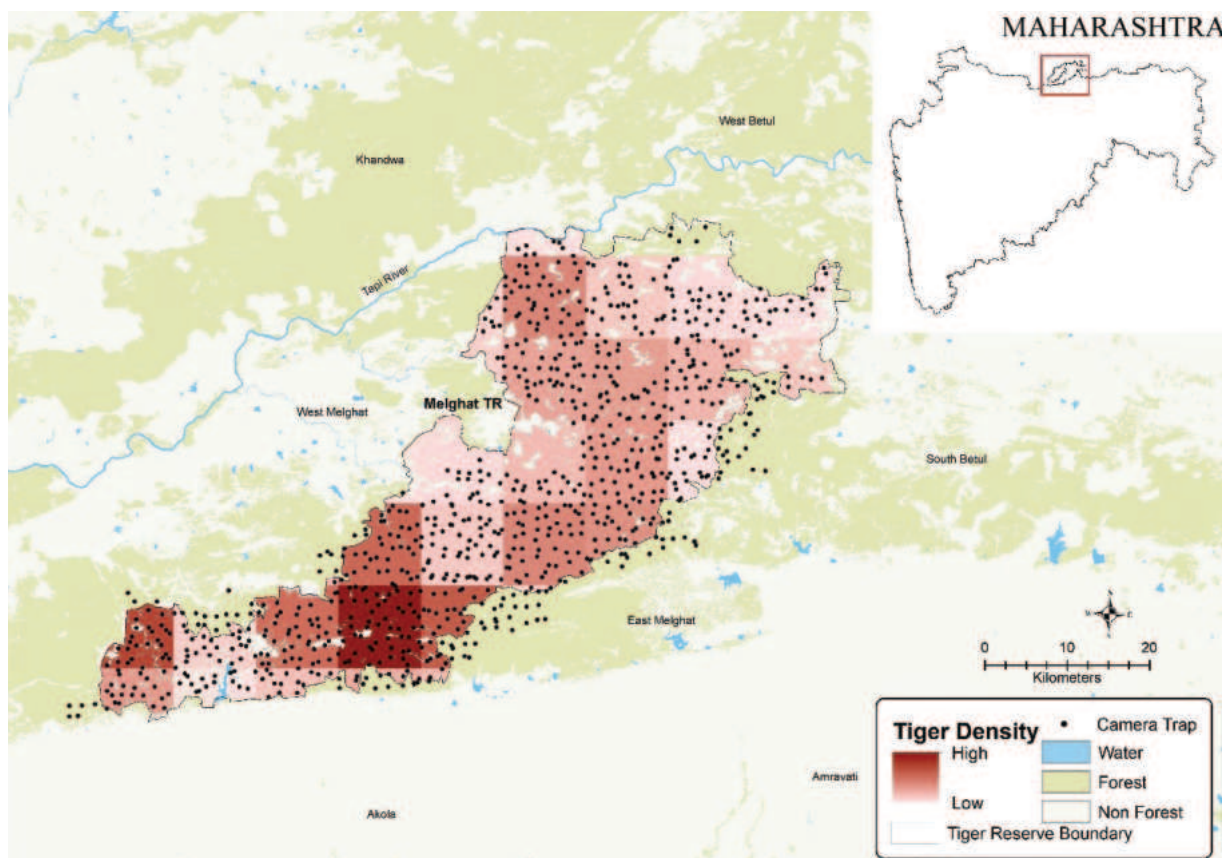 MAHARASHTRA
West Betul
Khandwa
Tapi River
West Melghat
Melghat TR
South Betul
East Melghat
N
W E
S
0 10 20
Kilometers
Amravati
Akola
Tiger Density
High
Low
Tiger Reserve Boundary
Camera Trap
Water
Forest
Non Forest